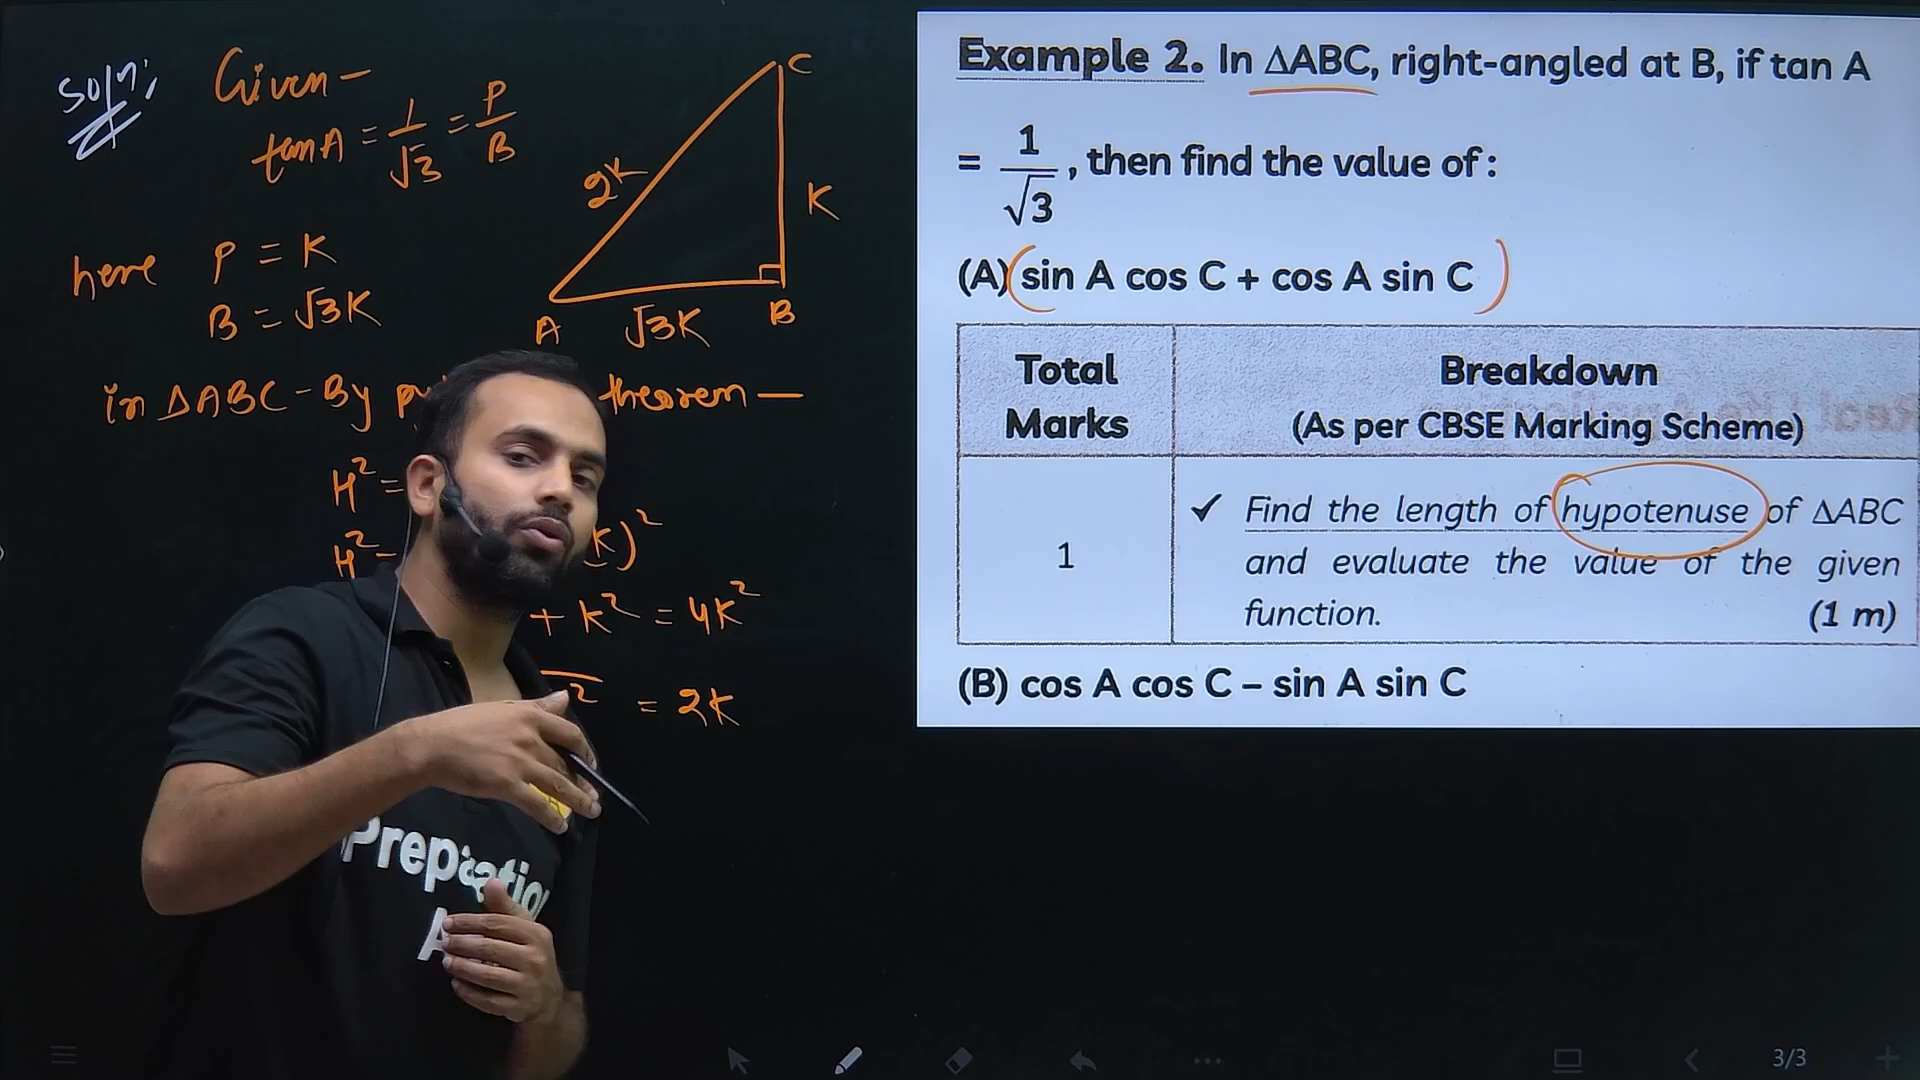 Soln;
Given -
tan A = 1/√3 = P/B
here P = K
B = √3K
in ΔABC - By theorem —
H² =
H² = K)²
+ K² = 4K²
² = 2K
C
2K
K
A √3K B
Example 2. In ΔABC, right-angled at B, if tan A
= 1/√3, then find the value of :
(A) (sin A cos C + cos A sin C)
Total Marks
Breakdown
(As per CBSE Marking Scheme)
1
✓ Find the length of hypotenuse of ΔABC
and evaluate the value of the given
function. (1 m)
(B) cos A cos C – sin A sin C
3/3